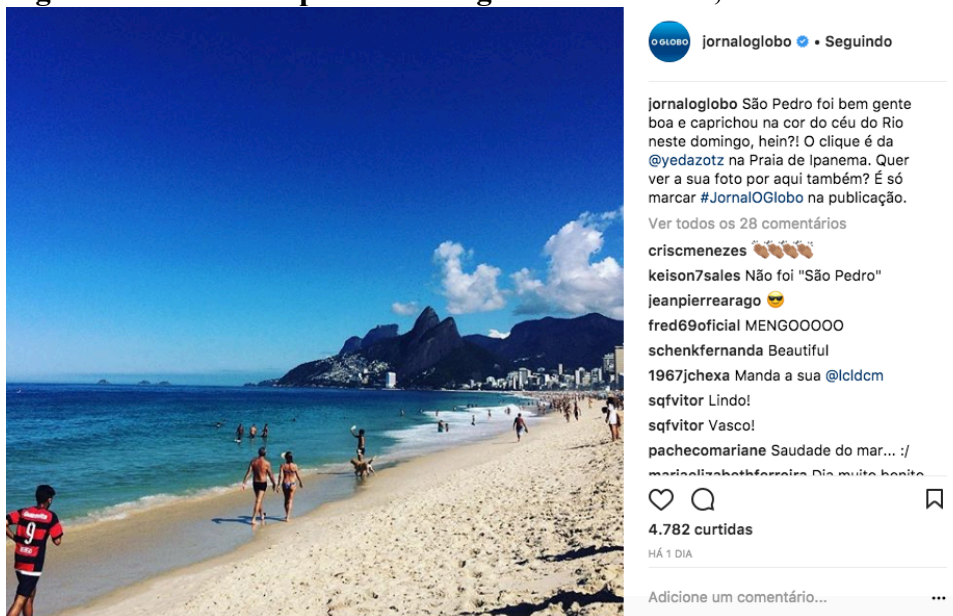 O GLOBO
jornaloglobo • Seguindo
jornaloglobo São Pedro foi bem gente
boa e caprichou na cor do céu do Rio
neste domingo, hein?! O clique é da
@yedazotz na Praia de Ipanema. Quer
ver a sua foto por aqui também? É só
marcar #JornalOGlobo na publicação.
Ver todos os 28 comentários
criscmenezes 👏🏽👏🏽👏🏽👏🏽
keison7sales Não foi "São Pedro"
jeanpierrearago 😎
fred69oficial MENGOOOOO
schenkfernanda Beautiful
1967jchexa Manda a sua @lcldcm
sqfvitor Lindo!
sqfvitor Vasco!
pachecomariane Saudade do mar... :/
mariaelizabethferreira Dia muito bonito
9
4.782 curtidas
HÁ 1 DIA
Adicione um comentário...